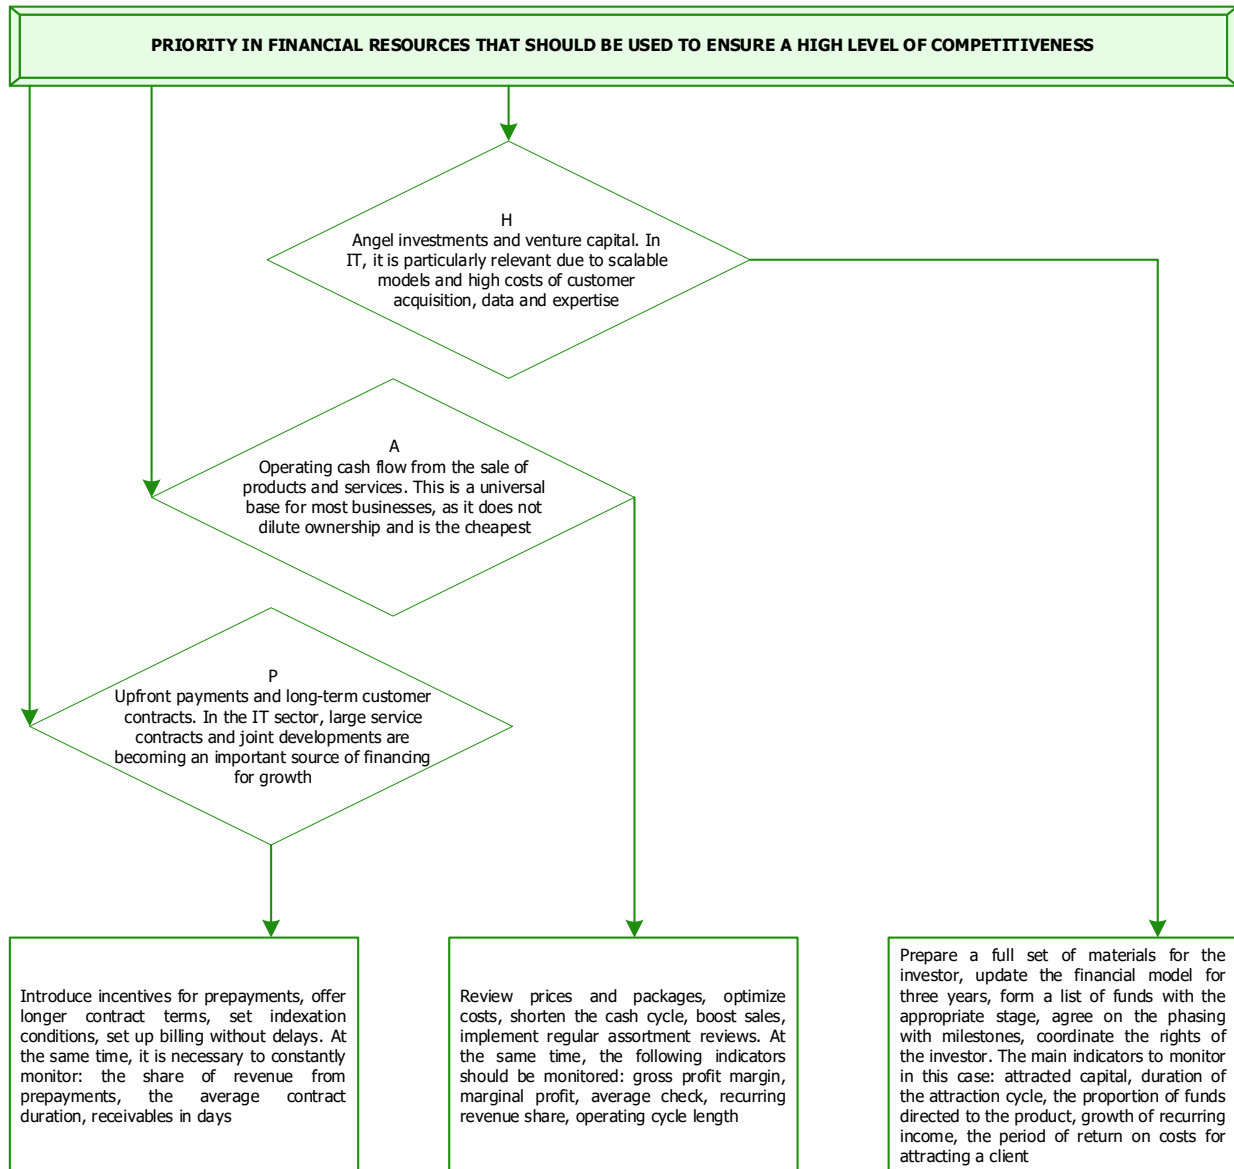 PRIORITY IN FINANCIAL RESOURCES THAT SHOULD BE USED TO ENSURE A HIGH LEVEL OF COMPETITIVENESS
H
Angel investments and venture capital. In
IT, it is particularly relevant due to scalable
models and high costs of customer
acquisition, data and expertise
A
Operating cash flow from the sale of
products and services. This is a universal
base for most businesses, as it does not
dilute ownership and is the cheapest
P
Upfront payments and long-term customer
contracts. In the IT sector, large service
contracts and joint developments are
becoming an important source of financing
for growth
Introduce incentives for prepayments, offer
longer contract terms, set indexation
conditions, set up billing without delays. At
the same time, it is necessary to constantly
monitor: the share of revenue from
prepayments, the average contract
duration, receivables in days
Review prices and packages, optimize
costs, shorten the cash cycle, boost sales,
implement regular assortment reviews. At
the same time, the following indicators
should be monitored: gross profit margin,
marginal profit, average check, recurring
revenue share, operating cycle length
Prepare a full set of materials for the
investor, update the financial model for
three years, form a list of funds with the
appropriate stage, agree on the phasing
with milestones, coordinate the rights of
the investor. The main indicators to monitor
in this case: attracted capital, duration of
the attraction cycle, the proportion of funds
directed to the product, growth of recurring
income, the period of return on costs for
attracting a client